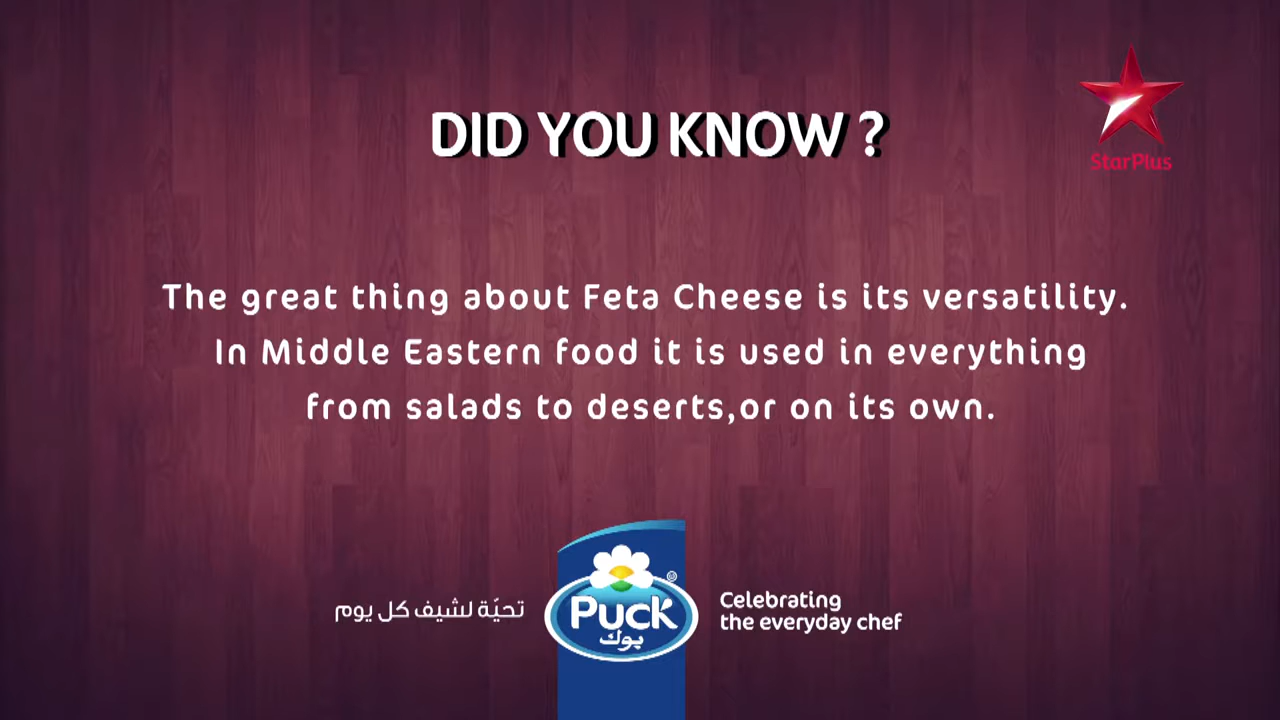 DID YOU KNOW ?
StarPlus
The great thing about Feta Cheese is its versatility.
In Middle Eastern food it is used in everything
from salads to deserts,or on its own.
تحيّة لشيف كل يوم
Puck
بوك
®
Celebrating
the everyday chef